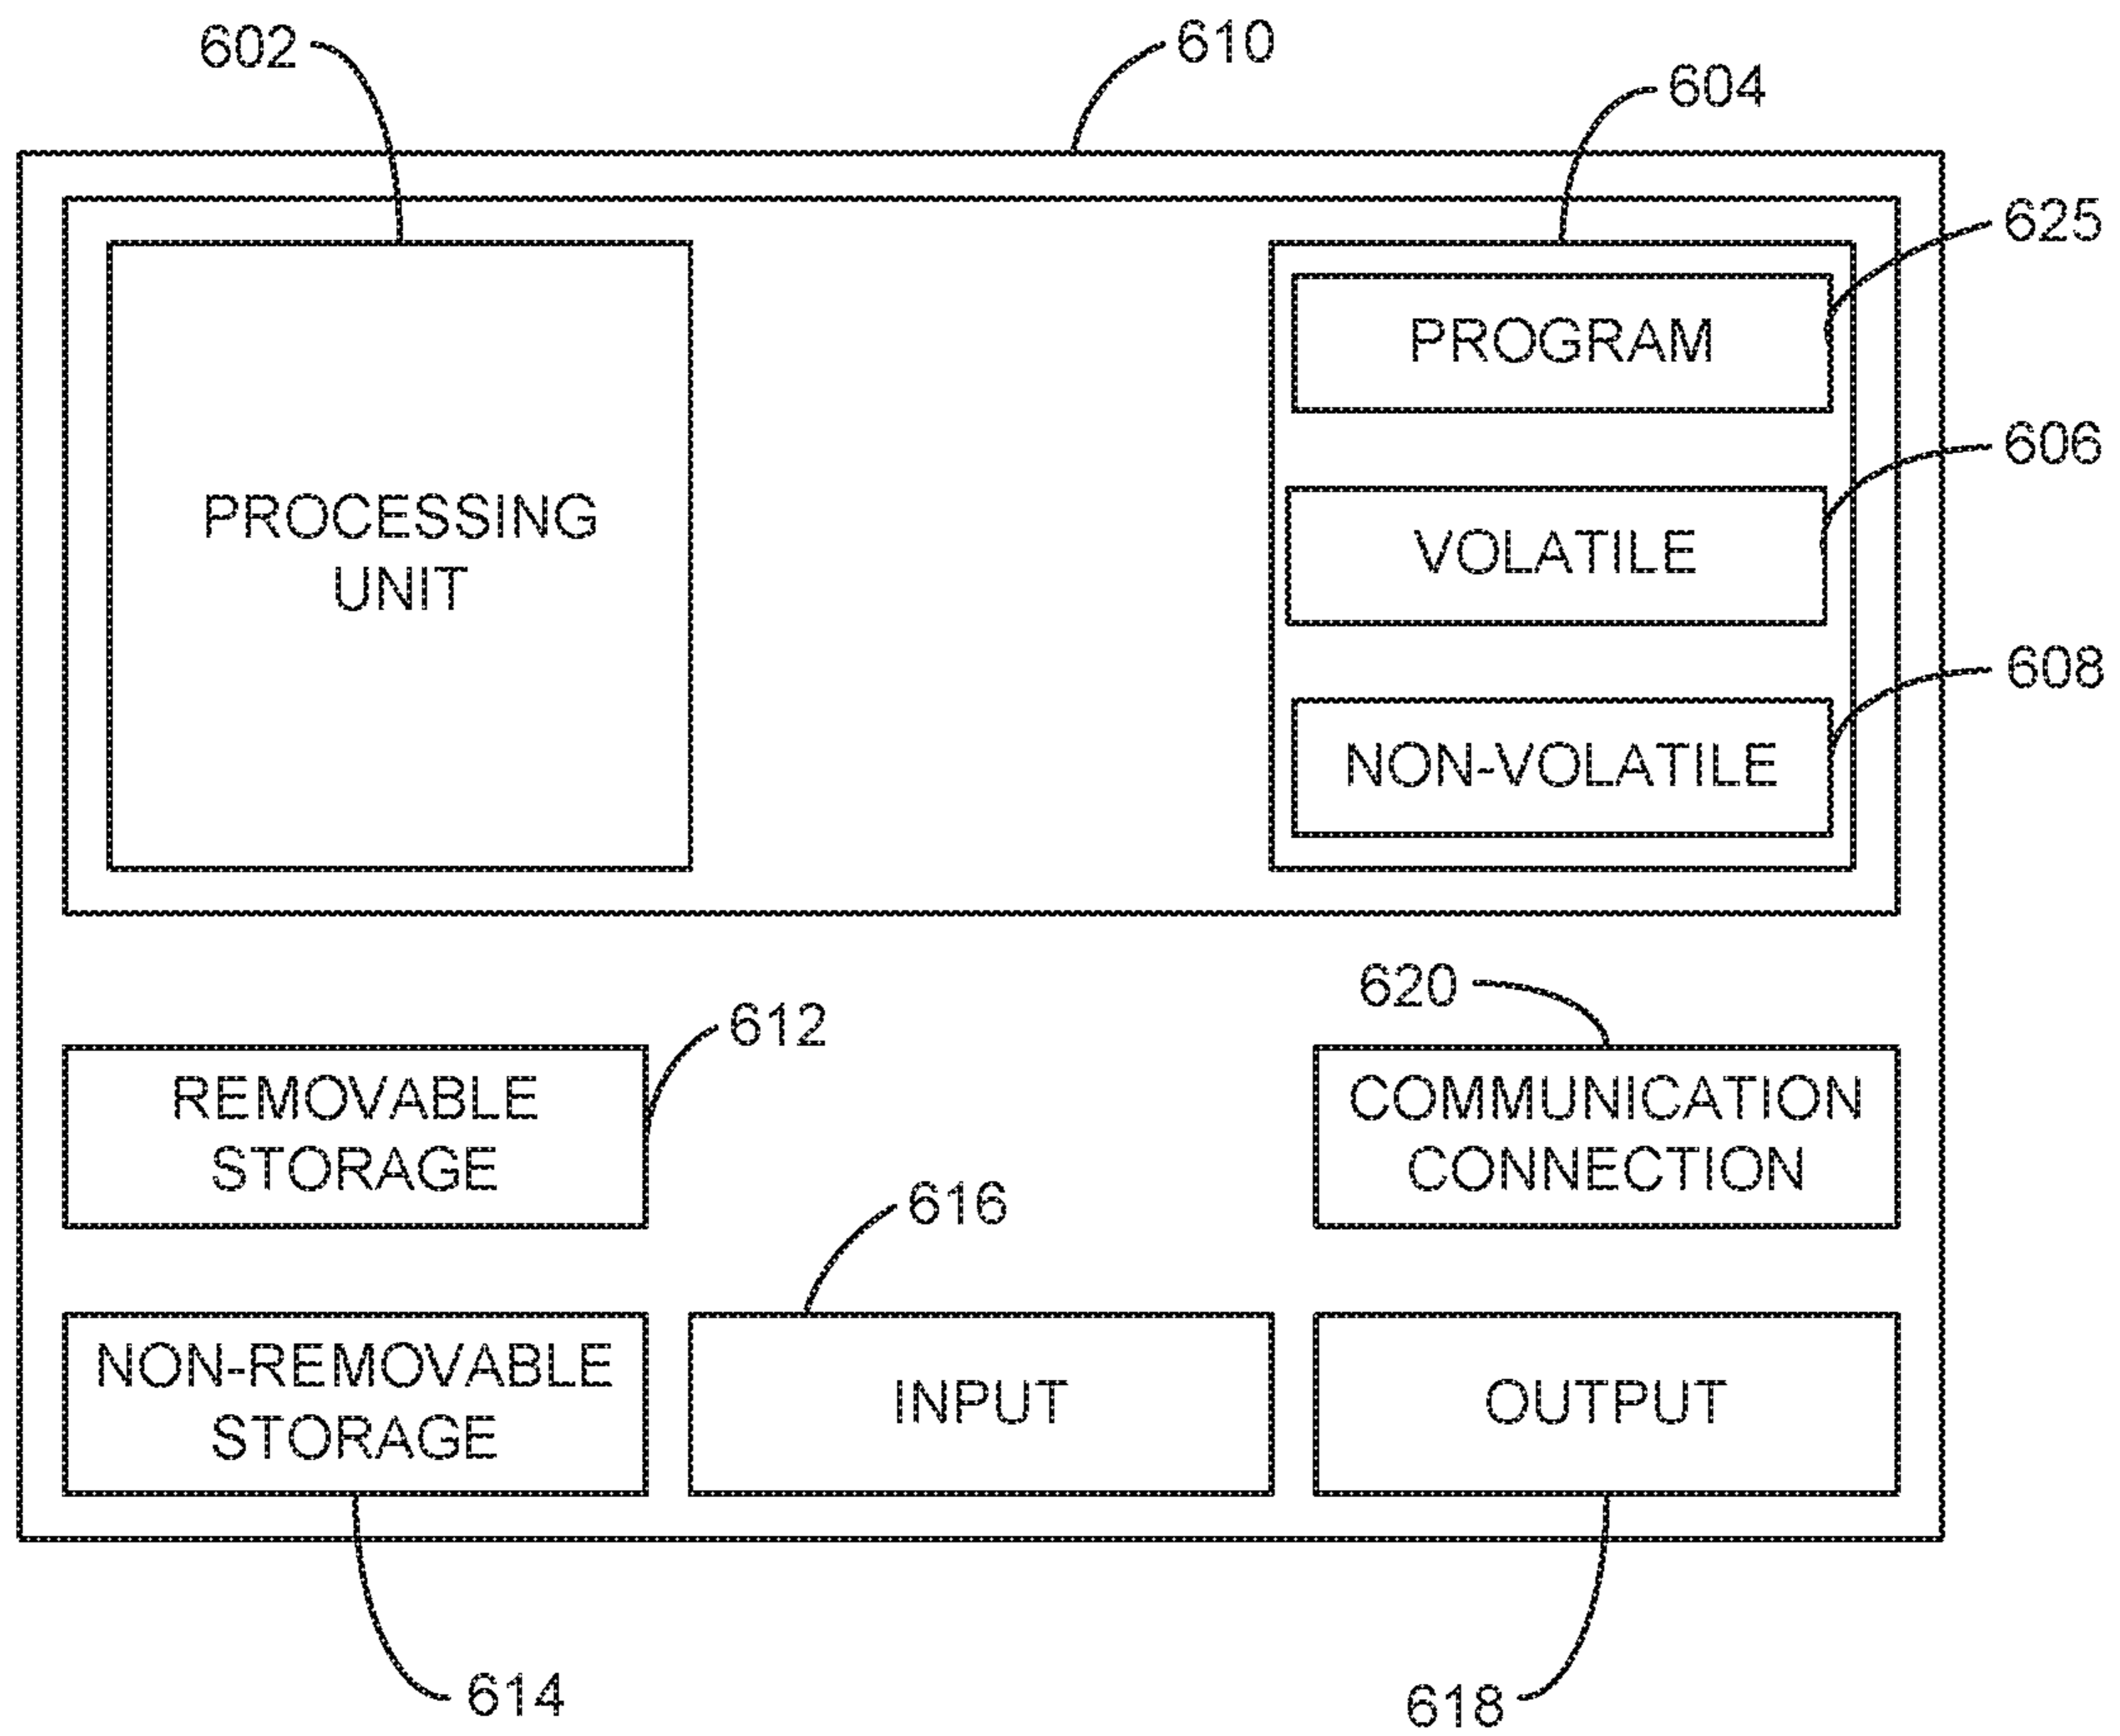 602
610
604
625
PROGRAM
606
PROCESSING
UNIT
VOLATILE
608
NON-VOLATILE
620
612
REMOVABLE
STORAGE
COMMUNICATION
CONNECTION
616
NON-REMOVABLE
STORAGE
INPUT
OUTPUT
614
618